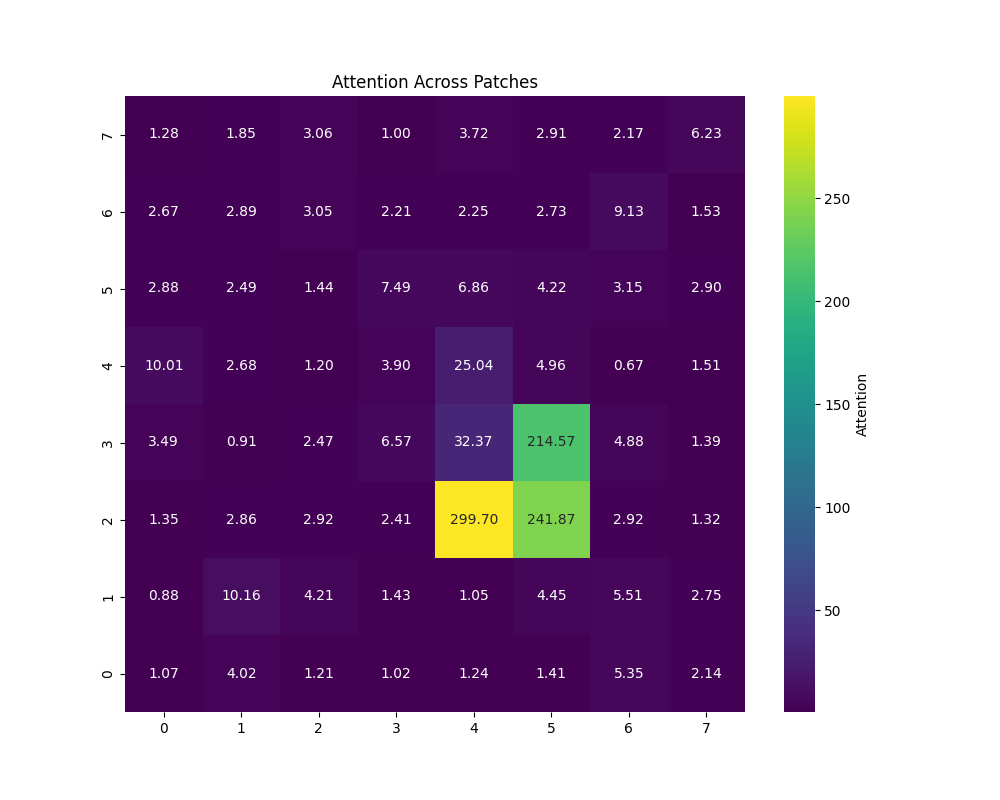 Attention Across Patches
7 1.28 1.85 3.06 1.00 3.72 2.91 2.17 6.23
6 2.67 2.89 3.05 2.21 2.25 2.73 9.13 1.53
5 2.88 2.49 1.44 7.49 6.86 4.22 3.15 2.90
4 10.01 2.68 1.20 3.90 25.04 4.96 0.67 1.51
3 3.49 0.91 2.47 6.57 32.37 214.57 4.88 1.39
2 1.35 2.86 2.92 2.41 299.70 241.87 2.92 1.32
1 0.88 10.16 4.21 1.43 1.05 4.45 5.51 2.75
0 1.07 4.02 1.21 1.02 1.24 1.41 5.35 2.14
0 1 2 3 4 5 6 7
250
200
150
100
50
Attention